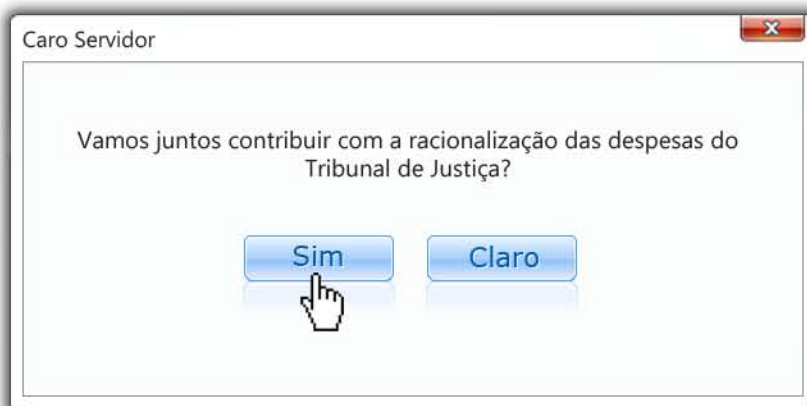 Caro Servidor
Vamos juntos contribuir com a racionalização das despesas do
Tribunal de Justiça?
Sim
Claro